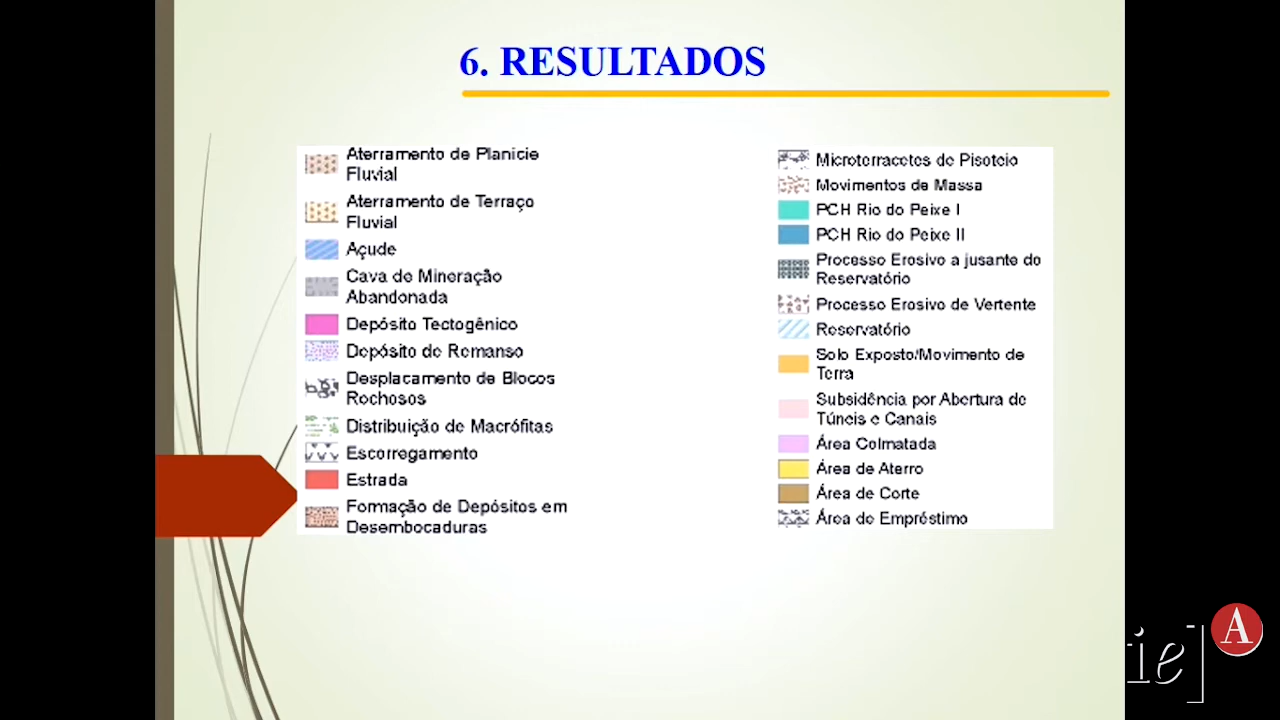 6. RESULTADOS
Aterramento de Planície
Fluvial
Aterramento de Terraço
Fluvial
Açude
Cava de Mineração
Abandonada
Depósito Tectogênico
Depósito de Remanso
Desplacamento de Blocos
Rochosos
Distribuição de Macrófitas
Escorregamento
Estrada
Formação de Depósitos em
Desembocaduras
Microterracetes de Pisoteio
Movimentos de Massa
PCH Rio do Peixe I
PCH Rio do Peixe II
Processo Erosivo a jusante do
Reservatório
Processo Erosivo de Vertente
Reservatório
Solo Exposto/Movimento de
Terra
Subsidência por Abertura de
Túneis e Canais
Área Colmatada
Área de Aterro
Área de Corte
Área de Empréstimo
ie]
A